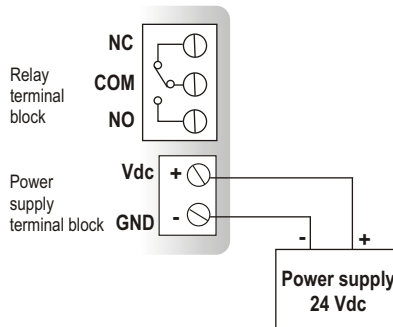 NC
Relay
terminal
block
COM
NO
Power
supply
terminal block
Vdc
+
GND
-
- +
Power supply
24 Vdc